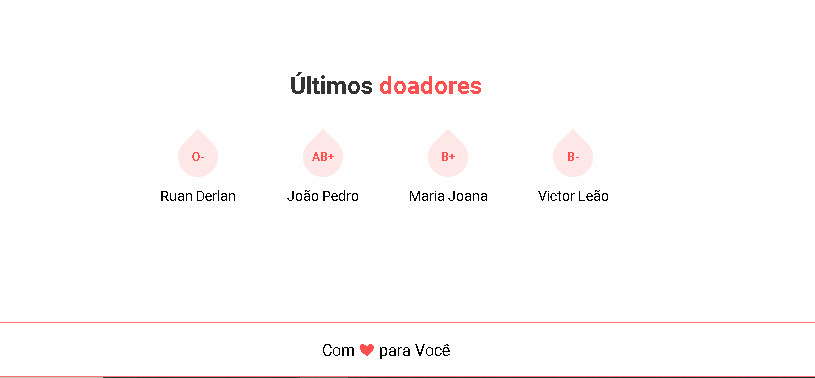 Últimos doadores
O- AB+ B+ B-
Ruan Derlan João Pedro Maria Joana Victor Leão
Com ❤ para Você